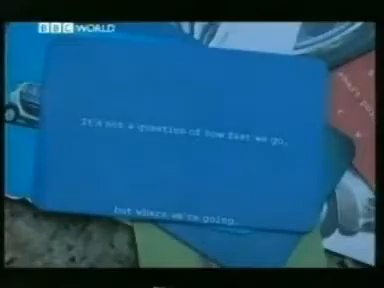 BBC WORLD
It's not a question of how fast we go,
but where we're going.